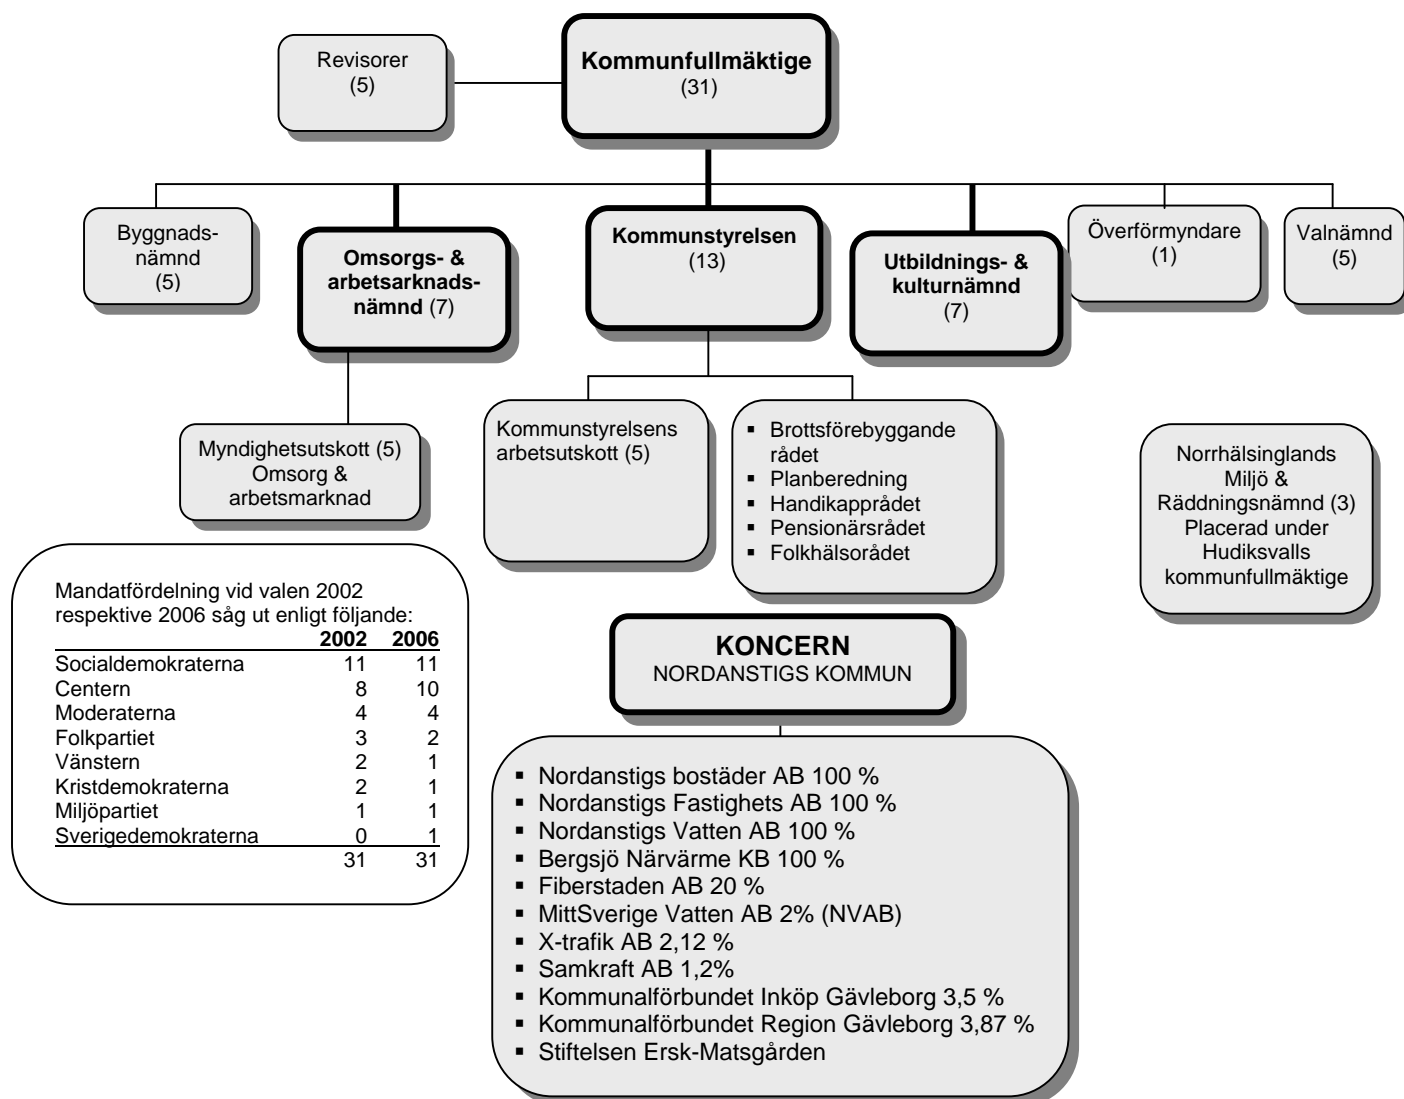 Revisorer
(5)
Kommunfullmäktige
(31)
Byggnads-
nämnd
(5)
Omsorgs- &
arbetsarknads-
nämnd (7)
Kommunstyrelsen
(13)
Utbildnings- &
kulturnämnd
(7)
Överförmyndare
(1)
Valnämnd
(5)
Myndighetsutskott (5)
Omsorg &
arbetsmarknad
Kommunstyrelsens
arbetsutskott (5)
▪ Brottsförebyggande
rådet
▪ Planberedning
▪ Handikapprådet
▪ Pensionärsrådet
▪ Folkhälsorådet
Norrhälsinglands
Miljö &
Räddningsnämnd (3)
Placerad under
Hudiksvalls
kommunfullmäktige
Mandatfördelning vid valen 2002
respektive 2006 såg ut enligt följande:
2002 2006
Socialdemokraterna 11 11
Centern 8 10
Moderaterna 4 4
Folkpartiet 3 2
Vänstern 2 1
Kristdemokraterna 2 1
Miljöpartiet 1 1
Sverigedemokraterna 0 1
31 31
KONCERN
NORDANSTIGS KOMMUN
▪ Nordanstigs bostäder AB 100 %
▪ Nordanstigs Fastighets AB 100 %
▪ Nordanstigs Vatten AB 100 %
▪ Bergsjö Närvärme KB 100 %
▪ Fiberstaden AB 20 %
▪ MittSverige Vatten AB 2% (NVAB)
▪ X-trafik AB 2,12 %
▪ Samkraft AB 1,2%
▪ Kommunalförbundet Inköp Gävleborg 3,5 %
▪ Kommunalförbundet Region Gävleborg 3,87 %
▪ Stiftelsen Ersk-Matsgården